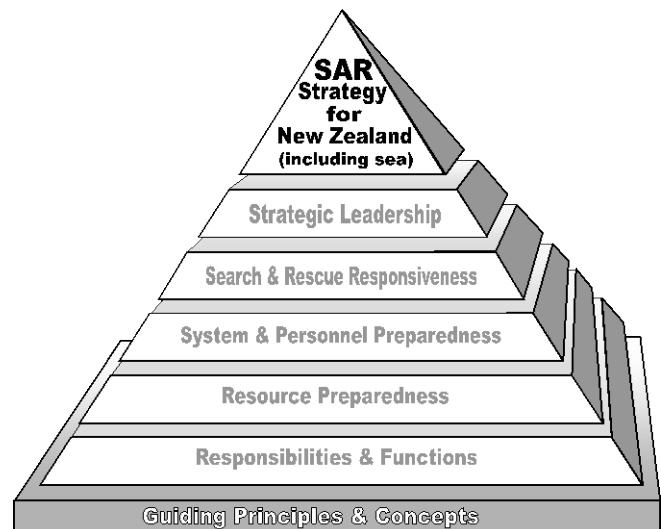 SAR
Strategy
for
New Zealand
(including sea)
Strategic Leadership
Search & Rescue Responsiveness
System & Personnel Preparedness
Resource Preparedness
Responsibilities & Functions
Guiding Principles & Concepts